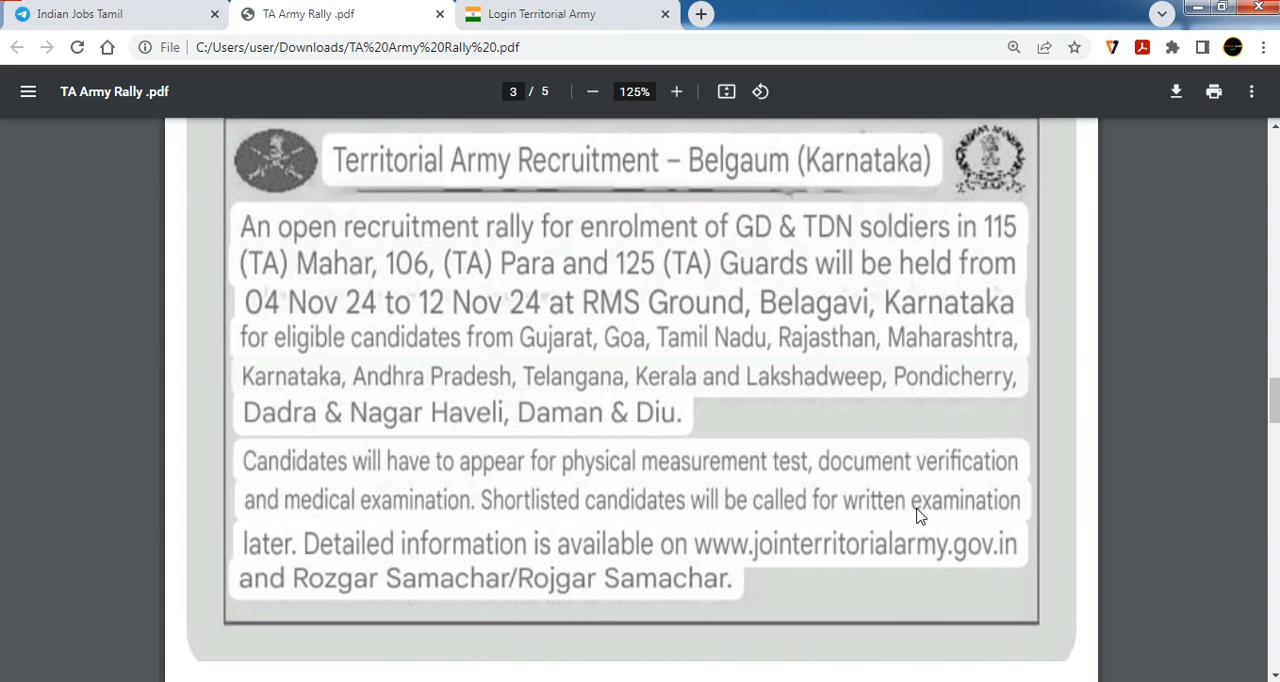 Indian Jobs Tamil
TA Army Rally .pdf
Login Territorial Army
File
C:/Users/user/Downloads/TA%20Army%20Rally%20.pdf
TA Army Rally .pdf
3 / 5
125%
Territorial Army Recruitment – Belgaum (Karnataka)
An open recruitment rally for enrolment of GD & TDN soldiers in 115
(TA) Mahar, 106, (TA) Para and 125 (TA) Guards will be held from
04 Nov 24 to 12 Nov 24 at RMS Ground, Belagavi, Karnataka
for eligible candidates from Gujarat, Goa, Tamil Nadu, Rajasthan, Maharashtra,
Karnataka, Andhra Pradesh, Telangana, Kerala and Lakshadweep, Pondicherry,
Dadra & Nagar Haveli, Daman & Diu.
Candidates will have to appear for physical measurement test, document verification
and medical examination. Shortlisted candidates will be called for written examination
later. Detailed information is available on www.jointerritorialarmy.gov.in
and Rozgar Samachar/Rojgar Samachar.